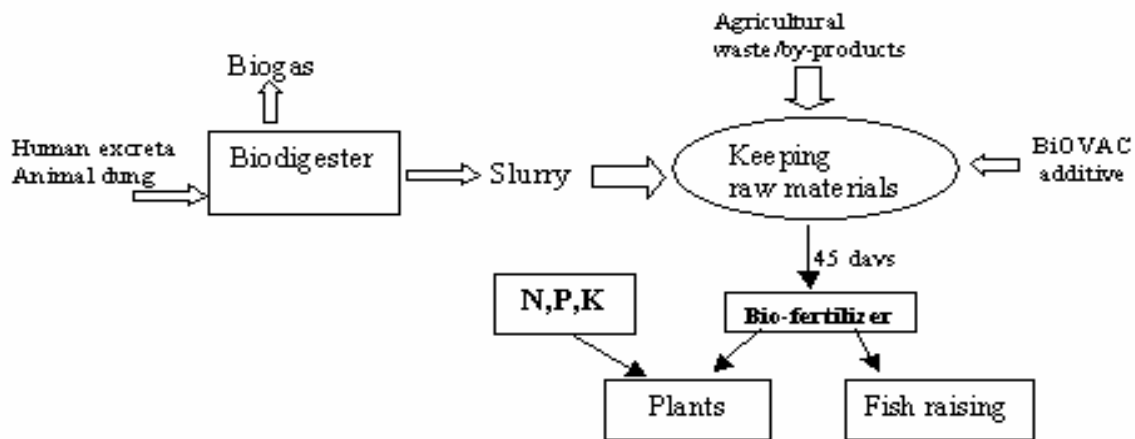 Agricultural
waste/by-products
Biogas
Human excreta
Animal dung
Biodigester
Slurry
Keeping
raw materials
BiOVAC
additive
45 days
N,P,K
Bio-fertilizer
Plants
Fish raising